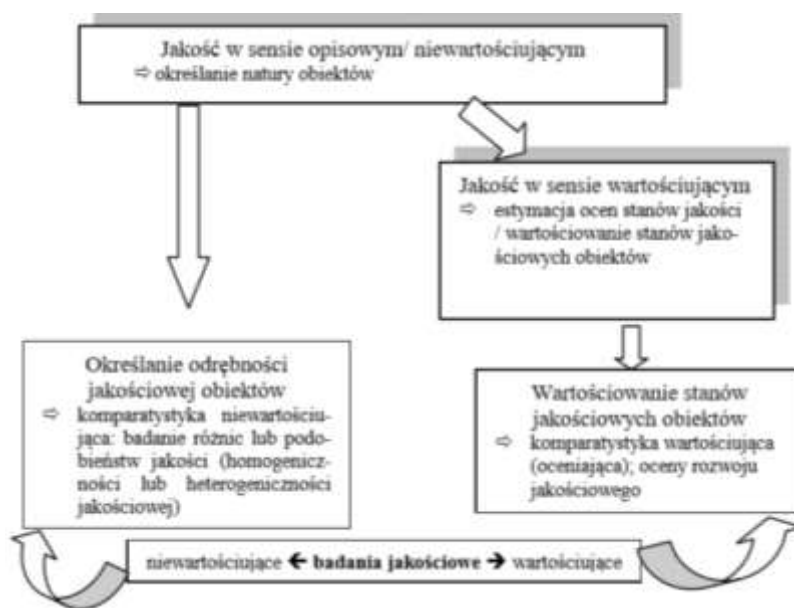 Jakość w sensie opisowym/ niewartościującym
⇨ określanie natury obiektów
Jakość w sensie wartościującym
⇨ estymacja ocen stanów jakości
/ wartościowanie stanów jako-
ściowych obiektów
Określanie odrębności
jakościowej obiektów
⇨ komparatystyka niewartościu-
jąca: badanie różnic lub podo-
bieństw jakości (homogenicz-
ności lub heterogeniczności
jakościowej)
Wartościowanie stanów
jakościowych obiektów
⇨ komparatystyka wartościująca
(oceniająca); oceny rozwoju
jakościowego
niewartościujące 🡨 badania jakościowe 🡪 wartościujące